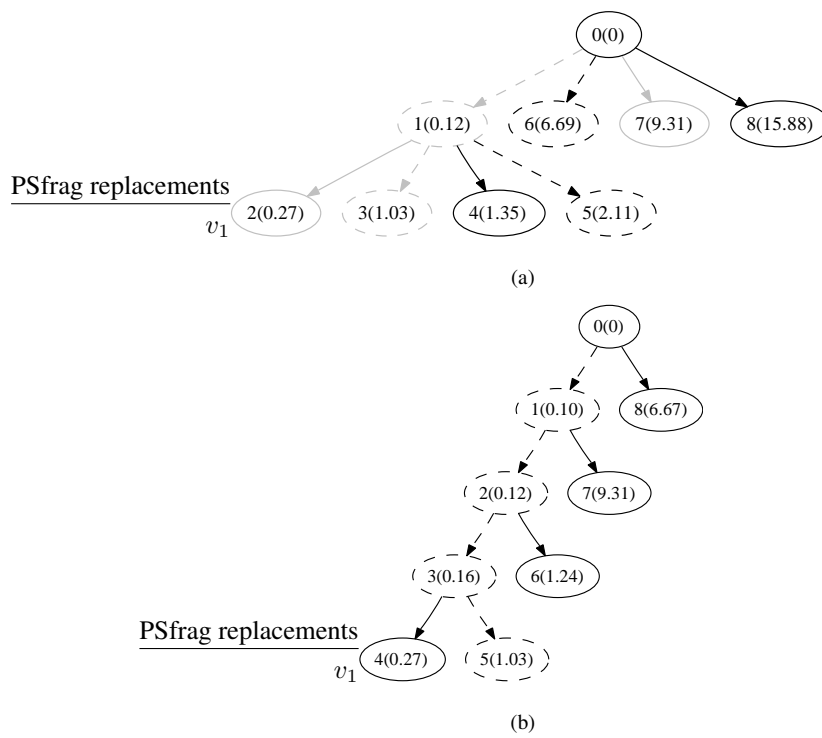 0(0)
1(0.12) 6(6.69) 7(9.31) 8(15.88)
PSfrag replacements
2(0.27) 3(1.03) 4(1.35) 5(2.11)
v1
(a)
0(0)
1(0.10) 8(6.67)
2(0.12) 7(9.31)
3(0.16) 6(1.24)
PSfrag replacements
4(0.27) 5(1.03)
v1
(b)